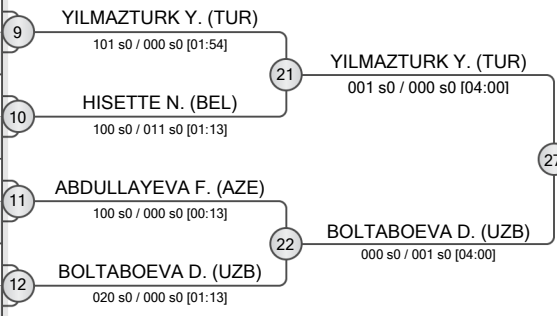 9
YILMAZTURK Y. (TUR)
101 s0 / 000 s0 [01:54]
21
YILMAZTURK Y. (TUR)
001 s0 / 000 s0 [04:00]
10
HISETTE N. (BEL)
100 s0 / 011 s0 [01:13]
27
11
ABDULLAYEVA F. (AZE)
100 s0 / 000 s0 [00:13]
22
BOLTABOEVA D. (UZB)
000 s0 / 001 s0 [04:00]
12
BOLTABOEVA D. (UZB)
020 s0 / 000 s0 [01:13]